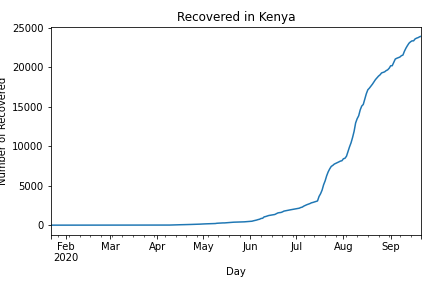 Recovered in Kenya
25000
20000
15000
10000
5000
0
Number of Recovered
Feb Mar Apr May Jun Jul Aug Sep
2020
Day